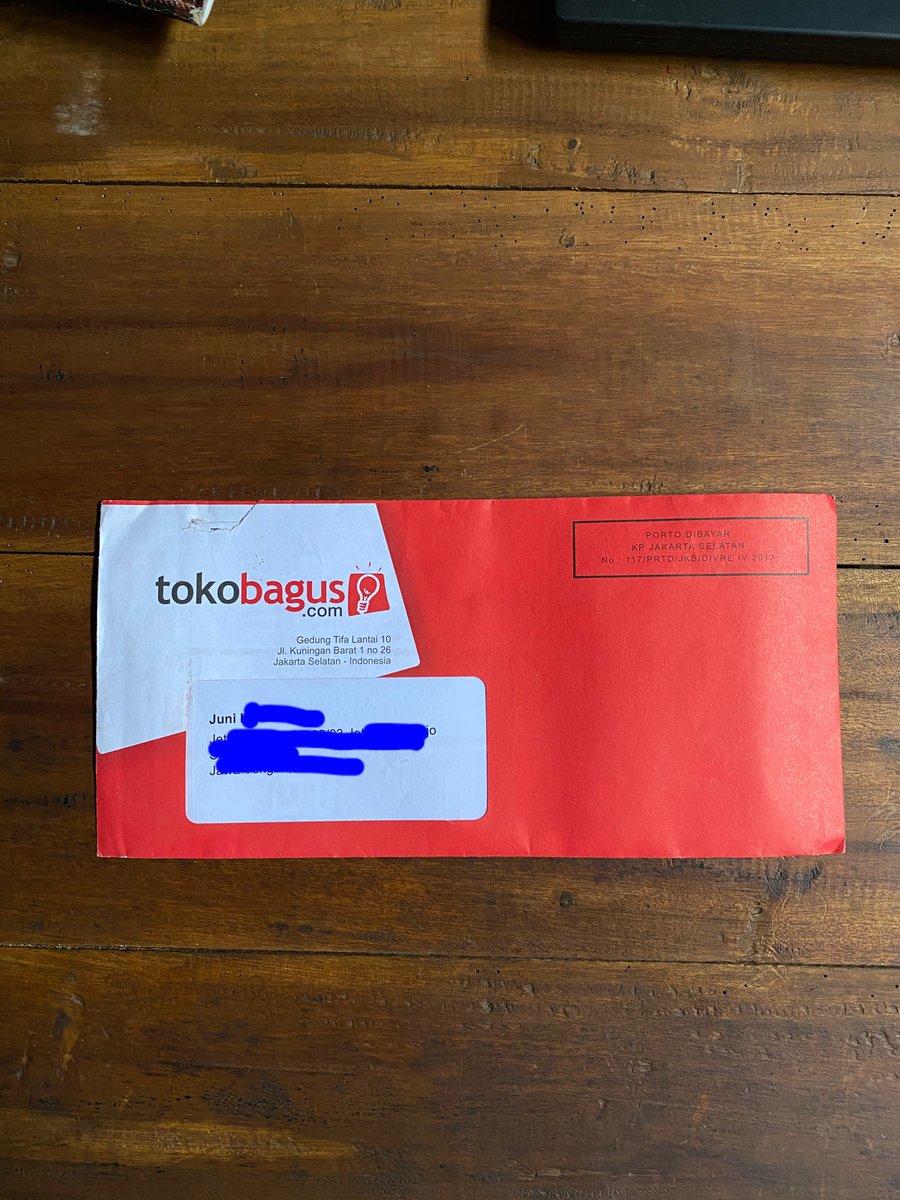 tokobagus
.com
Gedung Tifa Lantai 10
Jl. Kuningan Barat 1 no 26
Jakarta Selatan - Indonesia
PORTO DIBAYAR
KP JAKARTA SELATAN
No : 117/PRTD/JKS/DIVRE IV 2013
Juni